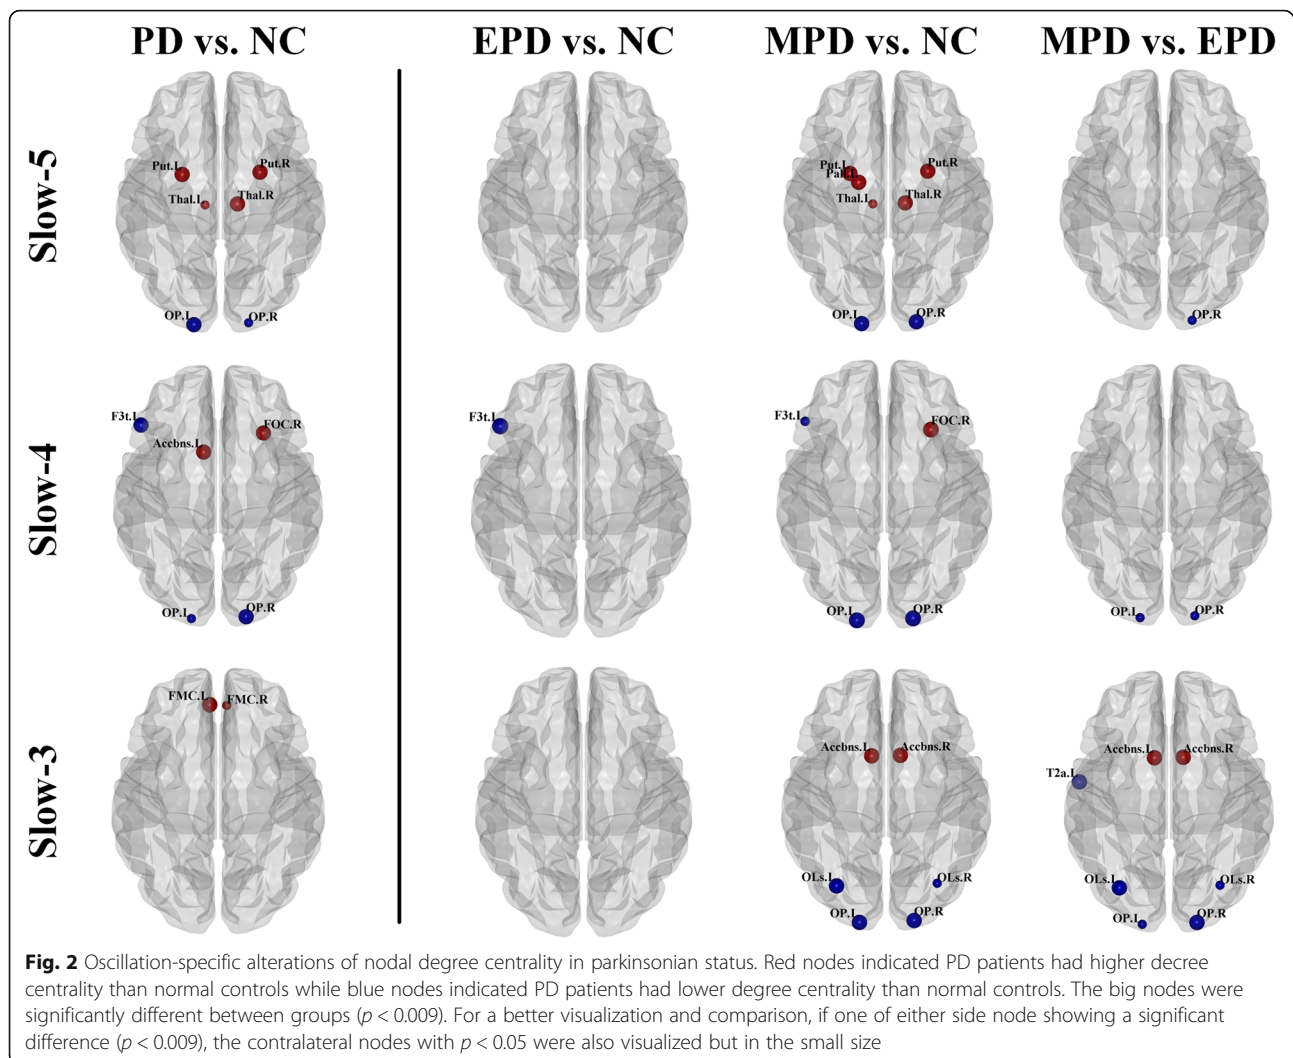 PD vs. NC EPD vs. NC MPD vs. NC MPD vs. EPD
Slow-5
Put.L Put.R
Thal.L Thal.R
OP.L OP.R
Put.L Put.R
Pall.L
Thal.L Thal.R
OP.L OP.R
OP.R
Slow-4
F3t.L FOC.R
Accbns.L
OP.L OP.R
F3t.L
F3t.L FOC.R
OP.L OP.R
OP.L OP.R
Slow-3
FMC.L FMC.R
Accbns.L Accbns.R
OLs.L OLs.R
OP.L OP.R
Accbns.L Accbns.R
T2a.L
OLs.L OLs.R
OP.L OP.R
Fig. 2 Oscillation-specific alterations of nodal degree centrality in parkinsonian status. Red nodes indicated PD patients had higher decree
centrality than normal controls while blue nodes indicated PD patients had lower degree centrality than normal controls. The big nodes were
significantly different between groups (p < 0.009). For a better visualization and comparison, if one of either side node showing a significant
difference (p < 0.009), the contralateral nodes with p < 0.05 were also visualized but in the small size